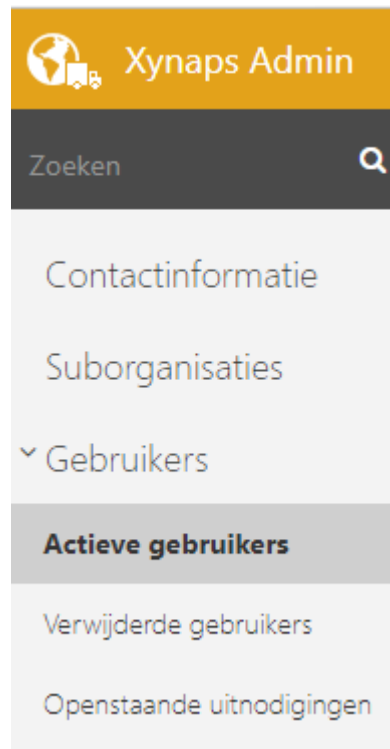 Xynaps Admin
Zoeken
Contactinformatie
Suborganisaties
Gebruikers
Actieve gebruikers
Verwijderde gebruikers
Openstaande uitnodigingen